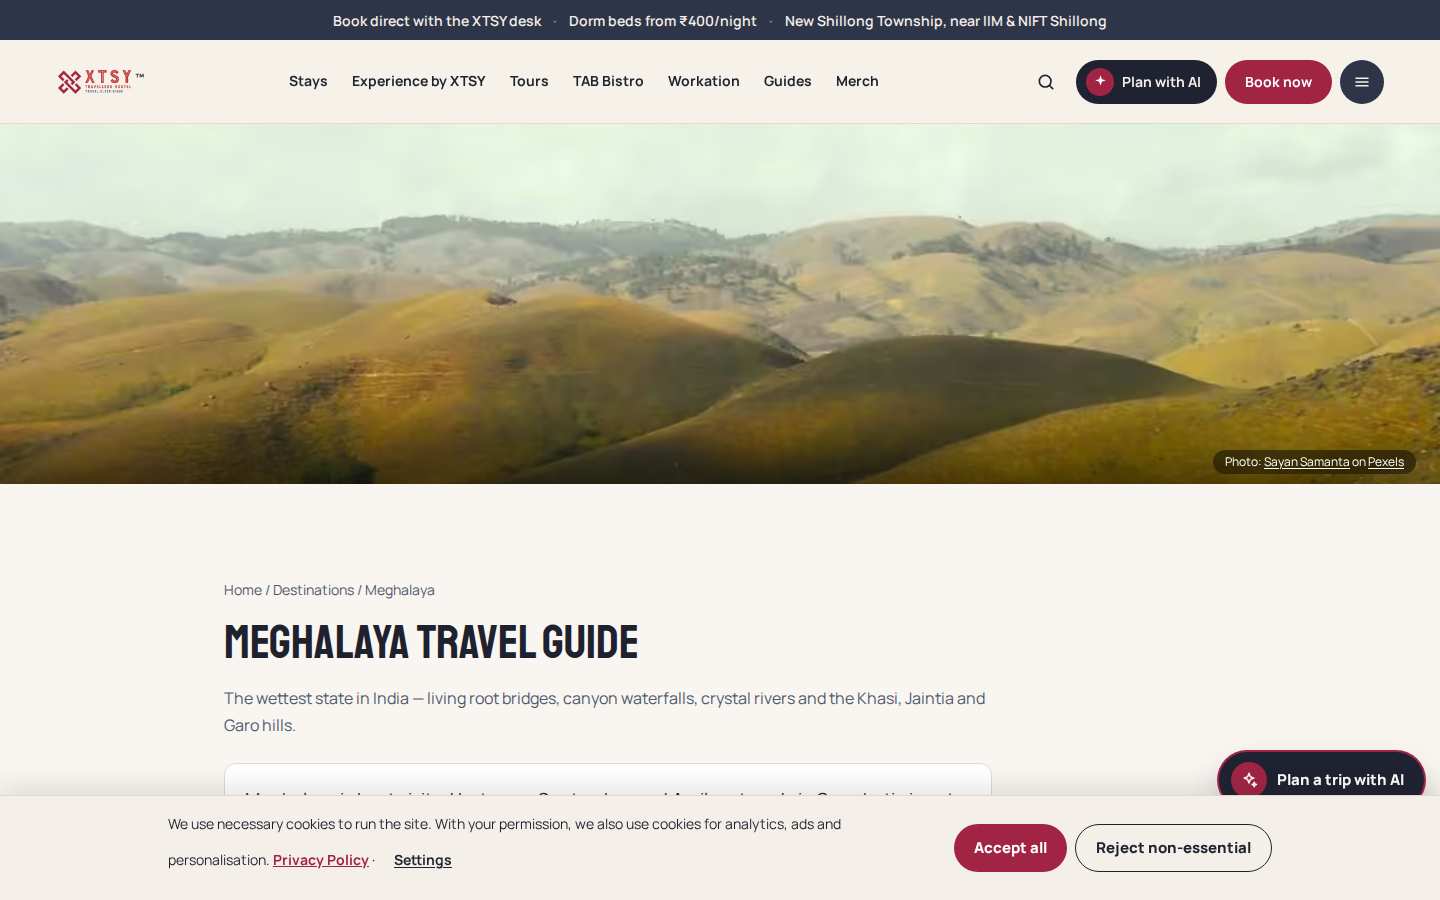 Book direct with the XTSY desk · Dorm beds from ₹400/night · New Shillong Township, near IIM & NIFT Shillong
XTSY ™
Stays Experience by XTSY Tours TAB Bistro Workation Guides Merch
Plan with AI
Book now
Photo: Sayan Samanta on Pexels
Home / Destinations / Meghalaya
MEGHALAYA TRAVEL GUIDE
The wettest state in India — living root bridges, canyon waterfalls, crystal rivers and the Khasi, Jaintia and
Garo hills.
Plan a trip with AI
We use necessary cookies to run the site. With your permission, we also use cookies for analytics, ads and
personalisation. Privacy Policy · Settings
Accept all
Reject non-essential